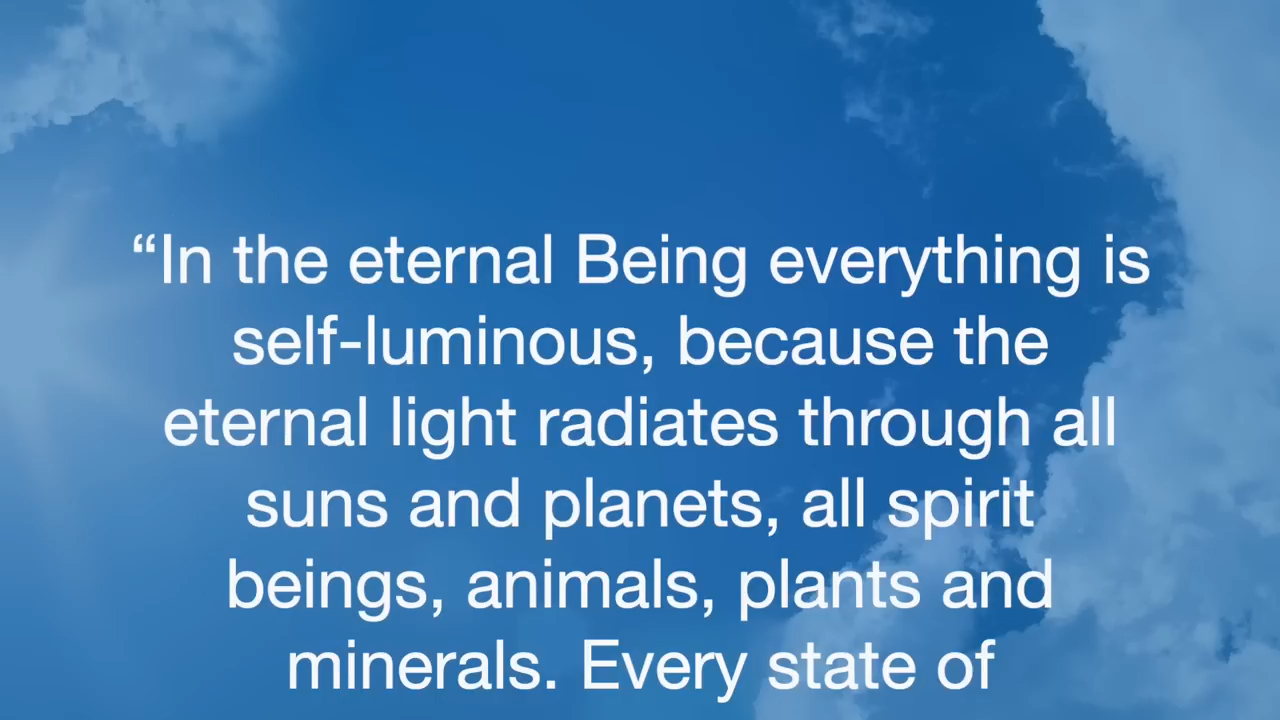 “In the eternal Being everything is
self-luminous, because the
eternal light radiates through all
suns and planets, all spirit
beings, animals, plants and
minerals. Every state of